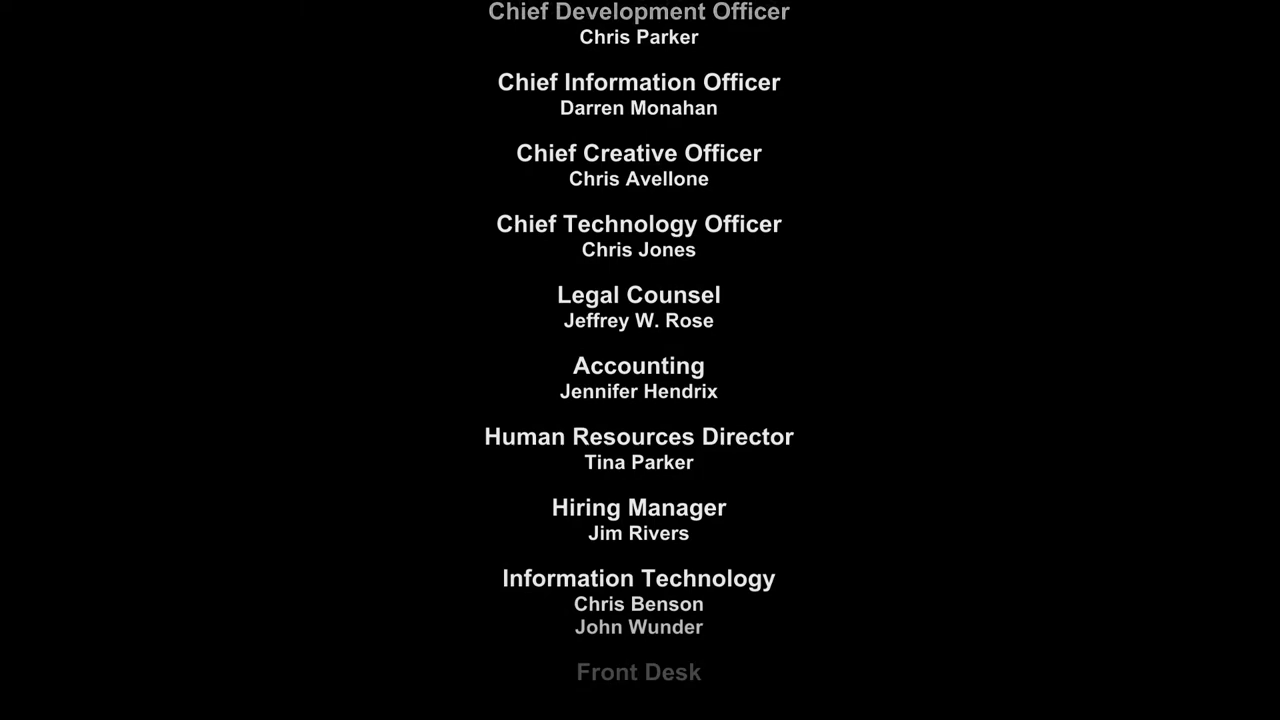 Chief Development Officer
Chris Parker
Chief Information Officer
Darren Monahan
Chief Creative Officer
Chris Avellone
Chief Technology Officer
Chris Jones
Legal Counsel
Jeffrey W. Rose
Accounting
Jennifer Hendrix
Human Resources Director
Tina Parker
Hiring Manager
Jim Rivers
Information Technology
Chris Benson
John Wunder
Front Desk